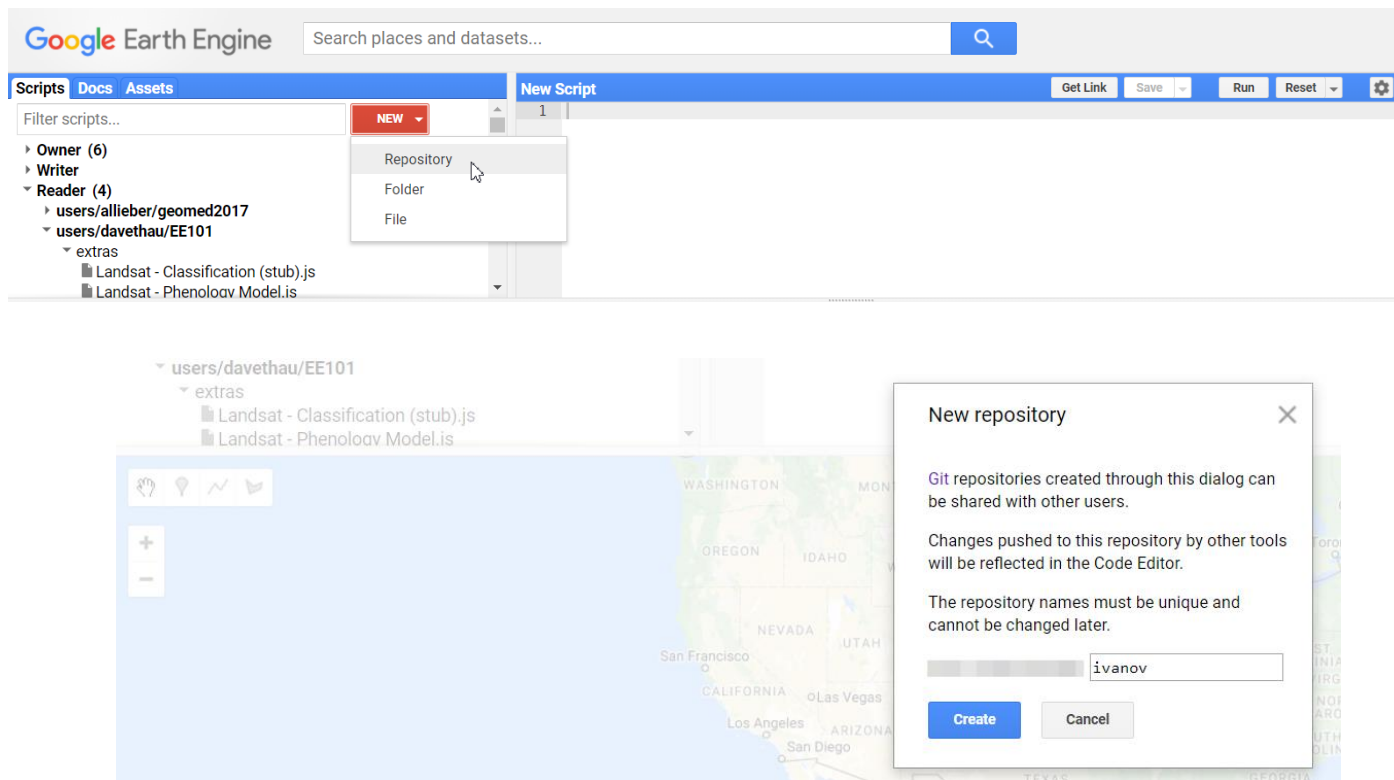 Google Earth Engine
Search places and datasets...
Scripts Docs Assets
New Script
Get Link Save Run Reset
Filter scripts...
NEW
1
Repository
Folder
File
Owner (6)
Writer
Reader (4)
users/allieber/geomed2017
users/davethau/EE101
extras
Landsat - Classification (stub).js
Landsat - Phenology Model.js
users/davethau/EE101
extras
Landsat - Classification (stub).js
Landsat - Phenology Model.js
WASHINGTON
MON
OREGON
IDAHO
NEVADA
UTAH
San Francisco
CALIFORNIA
Las Vegas
Los Angeles
ARIZONA
San Diego
TEXAS
GEORGIA
Toro
New repository
Git repositories created through this dialog can
be shared with other users.
Changes pushed to this repository by other tools
will be reflected in the Code Editor.
The repository names must be unique and
cannot be changed later.
ivanov
Create Cancel